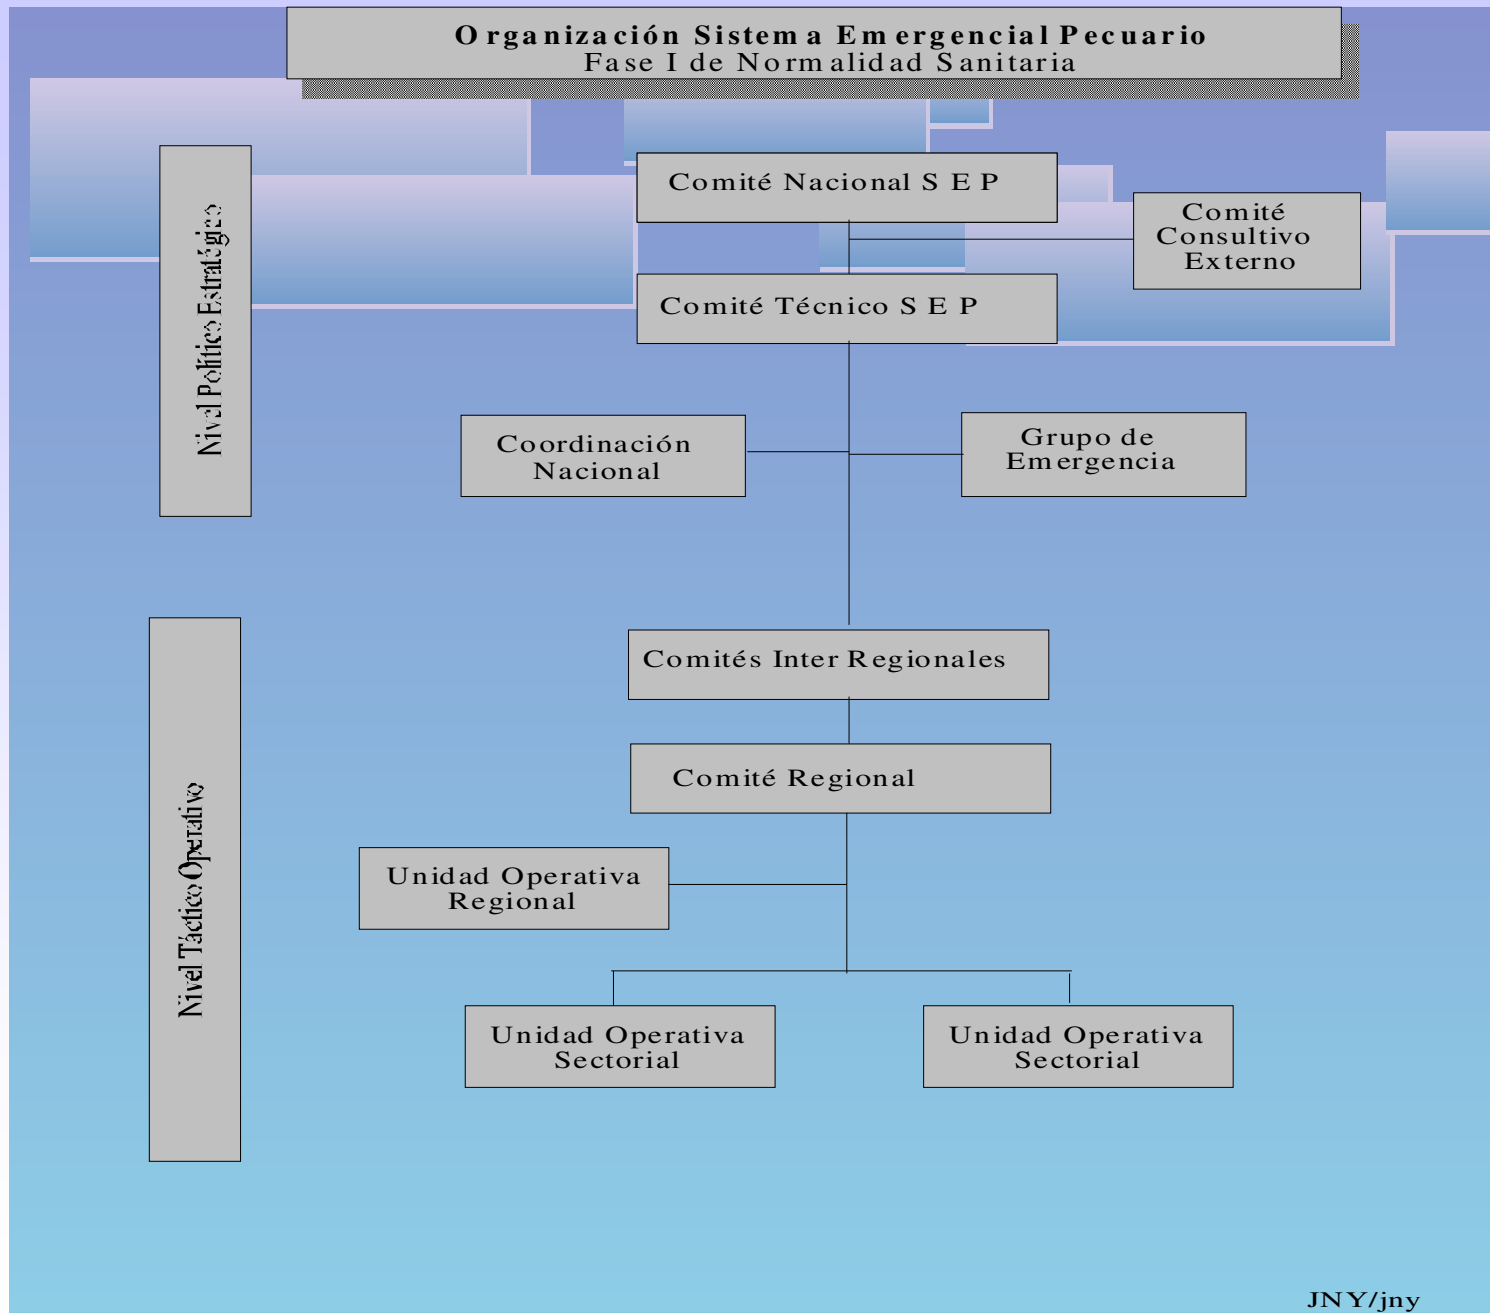 Organización Sistema Emergencial Pecuario
Fase I de Normalidad Sanitaria
Nivel Político Estratégico
Comité Nacional S E P
Comité
Consultivo
Externo
Comité Técnico S E P
Coordinación
Nacional
Grupo de
Emergencia
Nivel Táctico Operativo
Comités Inter Regionales
Comité Regional
Unidad Operativa
Regional
Unidad Operativa
Sectorial
Unidad Operativa
Sectorial
JNY/jny